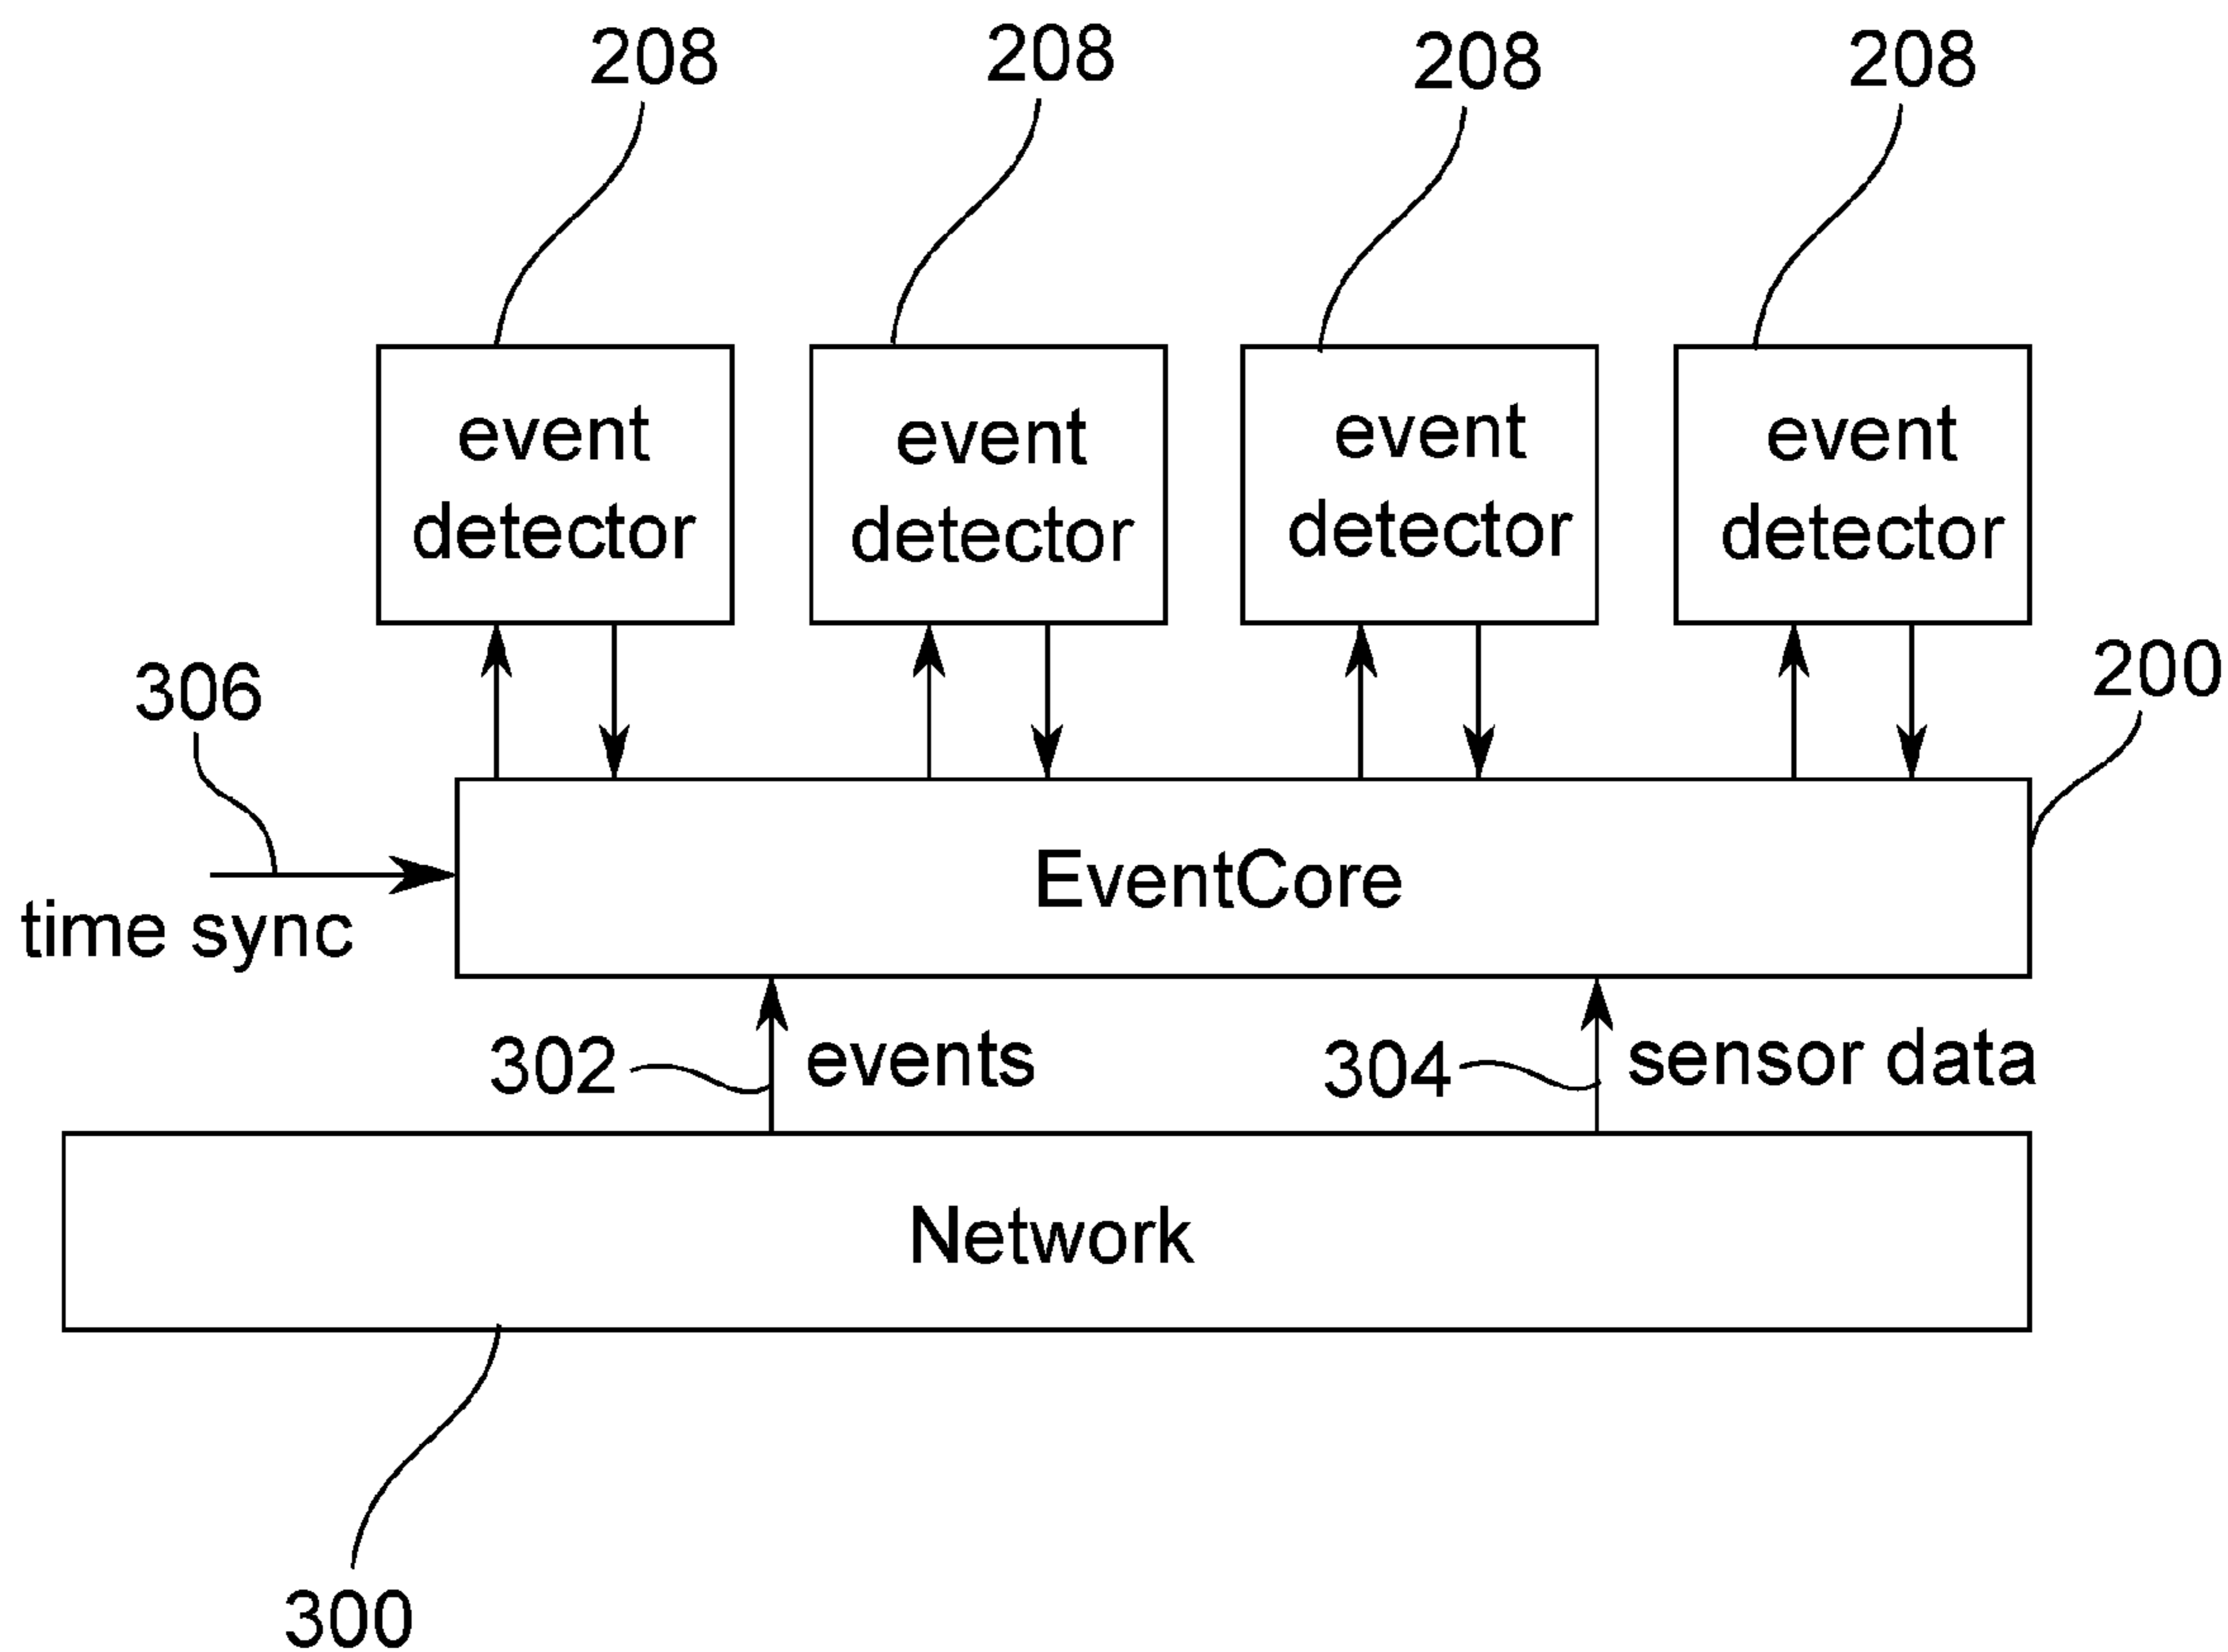 208
208
208
208
event
detector
event
detector
event
detector
event
detector
306
200
time sync
EventCore
302
events
304
sensor data
Network
300